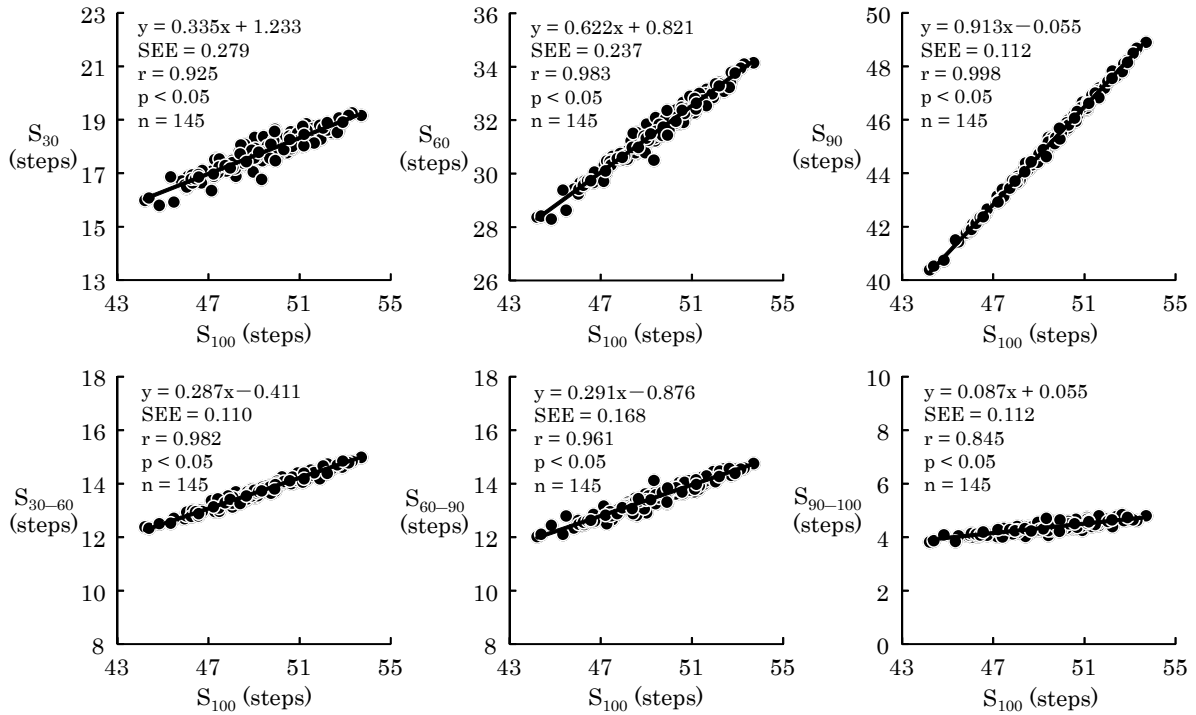 23
21
19
17
15
13
y = 0.335x + 1.233
SEE = 0.279
r = 0.925
p < 0.05
n = 145
S₃₀
(steps)
43 47 51 55
S₁₀₀ (steps)
36
34
32
30
28
26
y = 0.622x + 0.821
SEE = 0.237
r = 0.983
p < 0.05
n = 145
S₆₀
(steps)
43 47 51 55
S₁₀₀ (steps)
50
48
46
44
42
40
y = 0.913x−0.055
SEE = 0.112
r = 0.998
p < 0.05
n = 145
S₉₀
(steps)
43 47 51 55
S₁₀₀ (steps)
18
16
14
12
10
8
y = 0.287x−0.411
SEE = 0.110
r = 0.982
p < 0.05
n = 145
S₃₀₋₆₀
(steps)
43 47 51 55
S₁₀₀ (steps)
18
16
14
12
10
8
y = 0.291x−0.876
SEE = 0.168
r = 0.961
p < 0.05
n = 145
S₆₀₋₉₀
(steps)
43 47 51 55
S₁₀₀ (steps)
10
8
6
4
2
0
y = 0.087x + 0.055
SEE = 0.112
r = 0.845
p < 0.05
n = 145
S₉₀₋₁₀₀
(steps)
43 47 51 55
S₁₀₀ (steps)